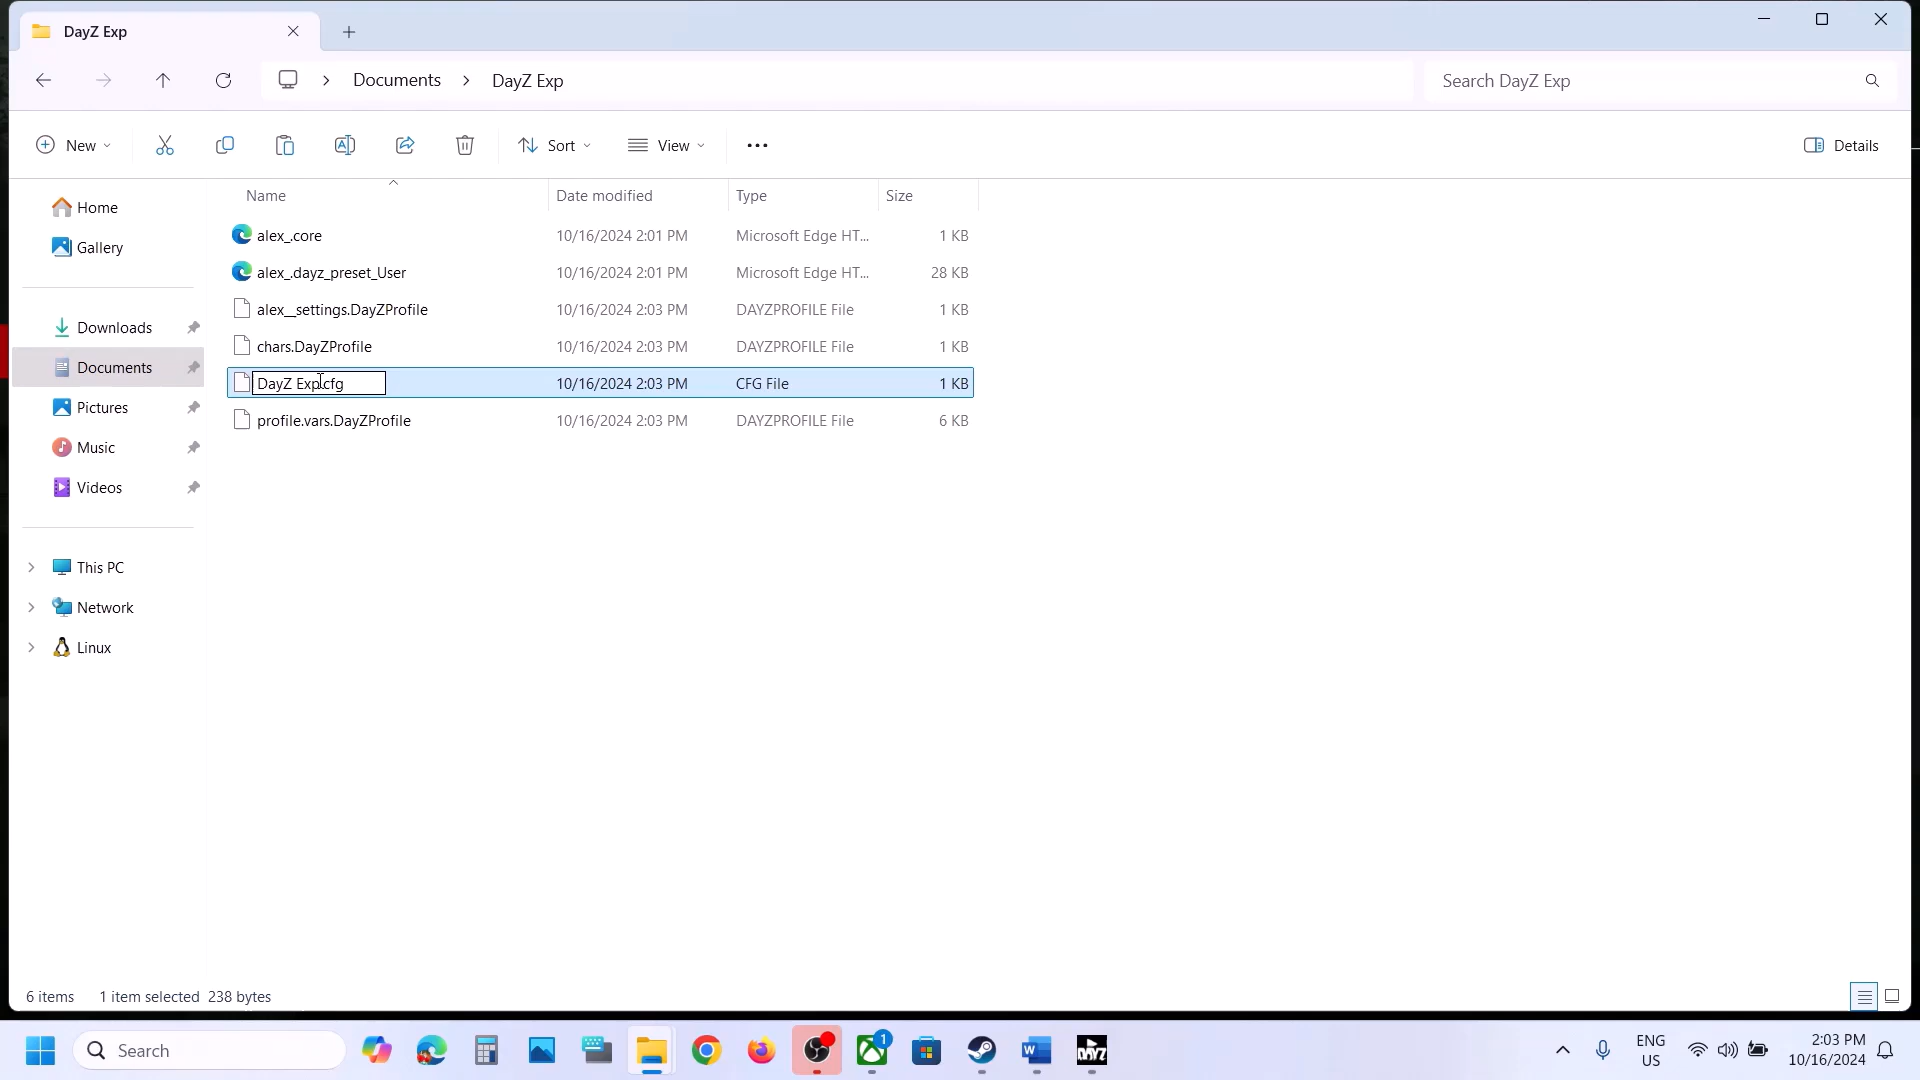 DayZ Exp
Documents
DayZ Exp
Search DayZ Exp
New
Sort
View
Details
Name
Date modified
Type
Size
alex_.core
10/16/2024 2:01 PM
Microsoft Edge HT...
1 KB
alex_.dayz_preset_User
10/16/2024 2:01 PM
Microsoft Edge HT...
28 KB
alex__settings.DayZProfile
10/16/2024 2:03 PM
DAYZPROFILE File
1 KB
chars.DayZProfile
10/16/2024 2:03 PM
DAYZPROFILE File
1 KB
DayZ Exp.cfg
10/16/2024 2:03 PM
CFG File
1 KB
profile.vars.DayZProfile
10/16/2024 2:03 PM
DAYZPROFILE File
6 KB
Home
Gallery
Downloads
Documents
Pictures
Music
Videos
This PC
Network
Linux
6 items
1 item selected 238 bytes
Search
1
DAYZ
ENG
US
2:03 PM
10/16/2024